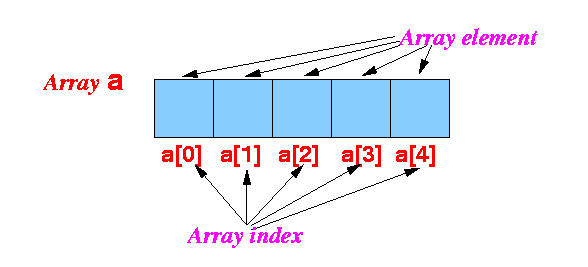 Array element
Array a
a[0] a[1] a[2] a[3] a[4]
Array index